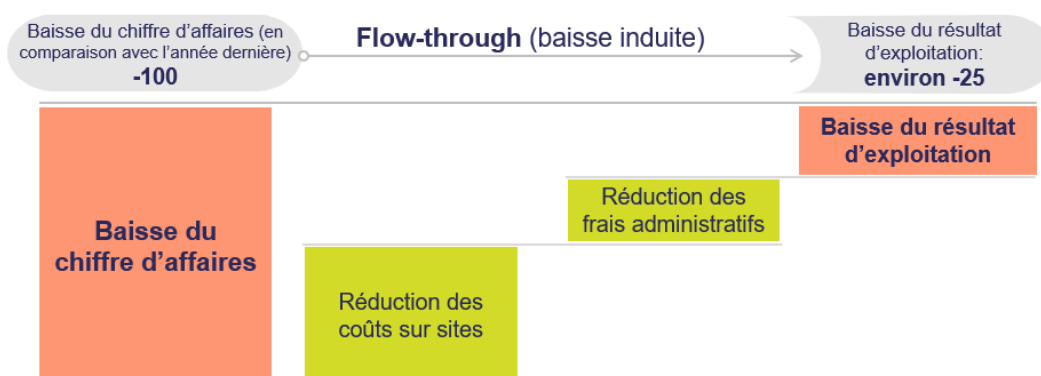 Baisse du chiffre d'affaires (en
comparaison avec l'année dernière)
-100
Flow-through (baisse induite)
Baisse du résultat
d'exploitation:
environ -25
Baisse du
chiffre d'affaires
Réduction des
coûts sur sites
Réduction des
frais administratifs
Baisse du résultat
d'exploitation